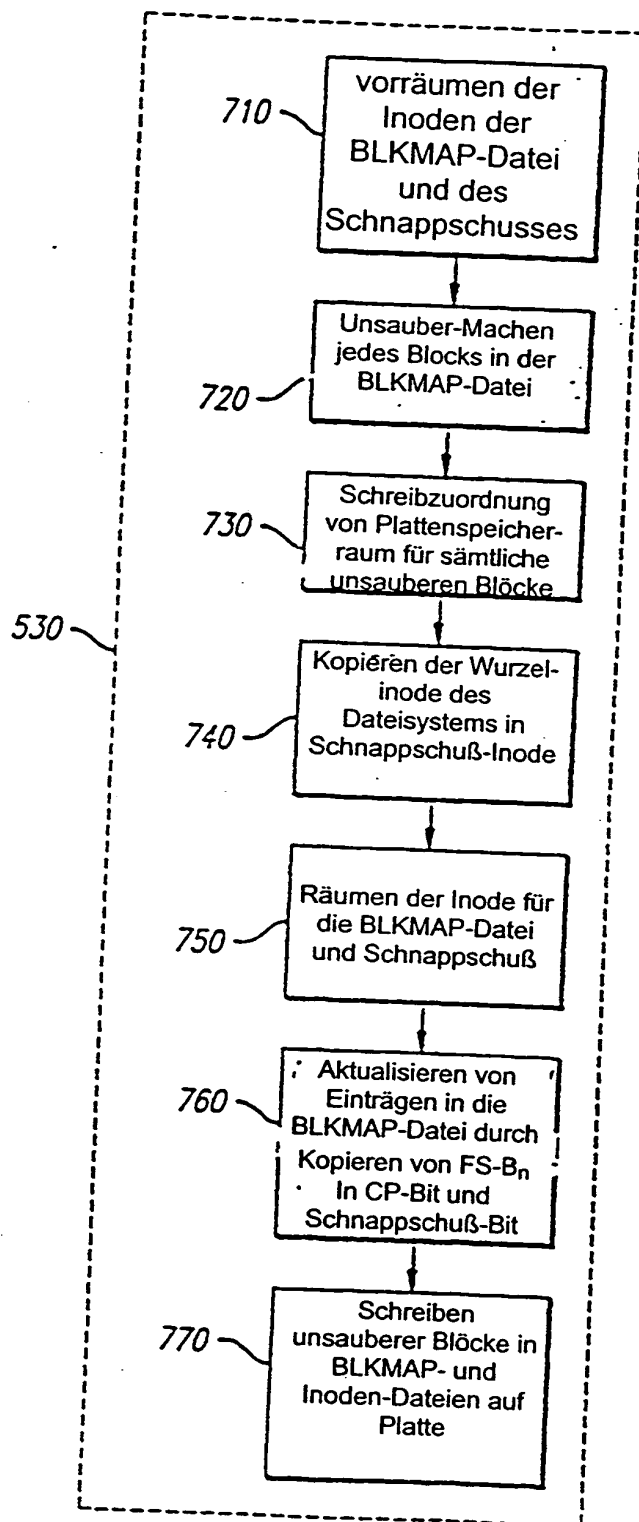 710
vorräumen der
Inoden der
BLKMAP-Datei
und des
Schnappschusses
720
Unsauber-Machen
jedes Blocks in der
BLKMAP-Datei
730
Schreibzuordnung
von Plattenspeicher-
raum für sämtliche
unsauberen Blöcke
530
740
Kopieren der Wurzel-
inode des
Dateisystems in
Schnappschuß-Inode
750
Räumen der Inode für
die BLKMAP-Datei
und Schnappschuß
760
Aktualisieren von
Einträgen in die
BLKMAP-Datei durch
Kopieren von FS-Bn
In CP-Bit und
Schnappschuß-Bit
770
Schreiben
unsauberer Blöcke in
BLKMAP- und
Inoden-Dateien auf
Platte